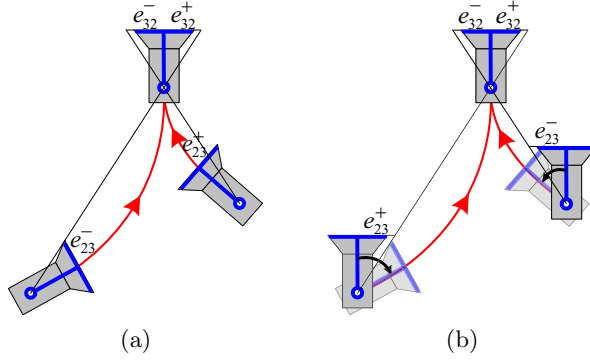 e₃₂⁻ e₃₂⁺ e₃₂⁻ e₃₂⁺
e₂₃⁺ e₂₃⁻
e₂₃⁻ e₂₃⁺
(a) (b)